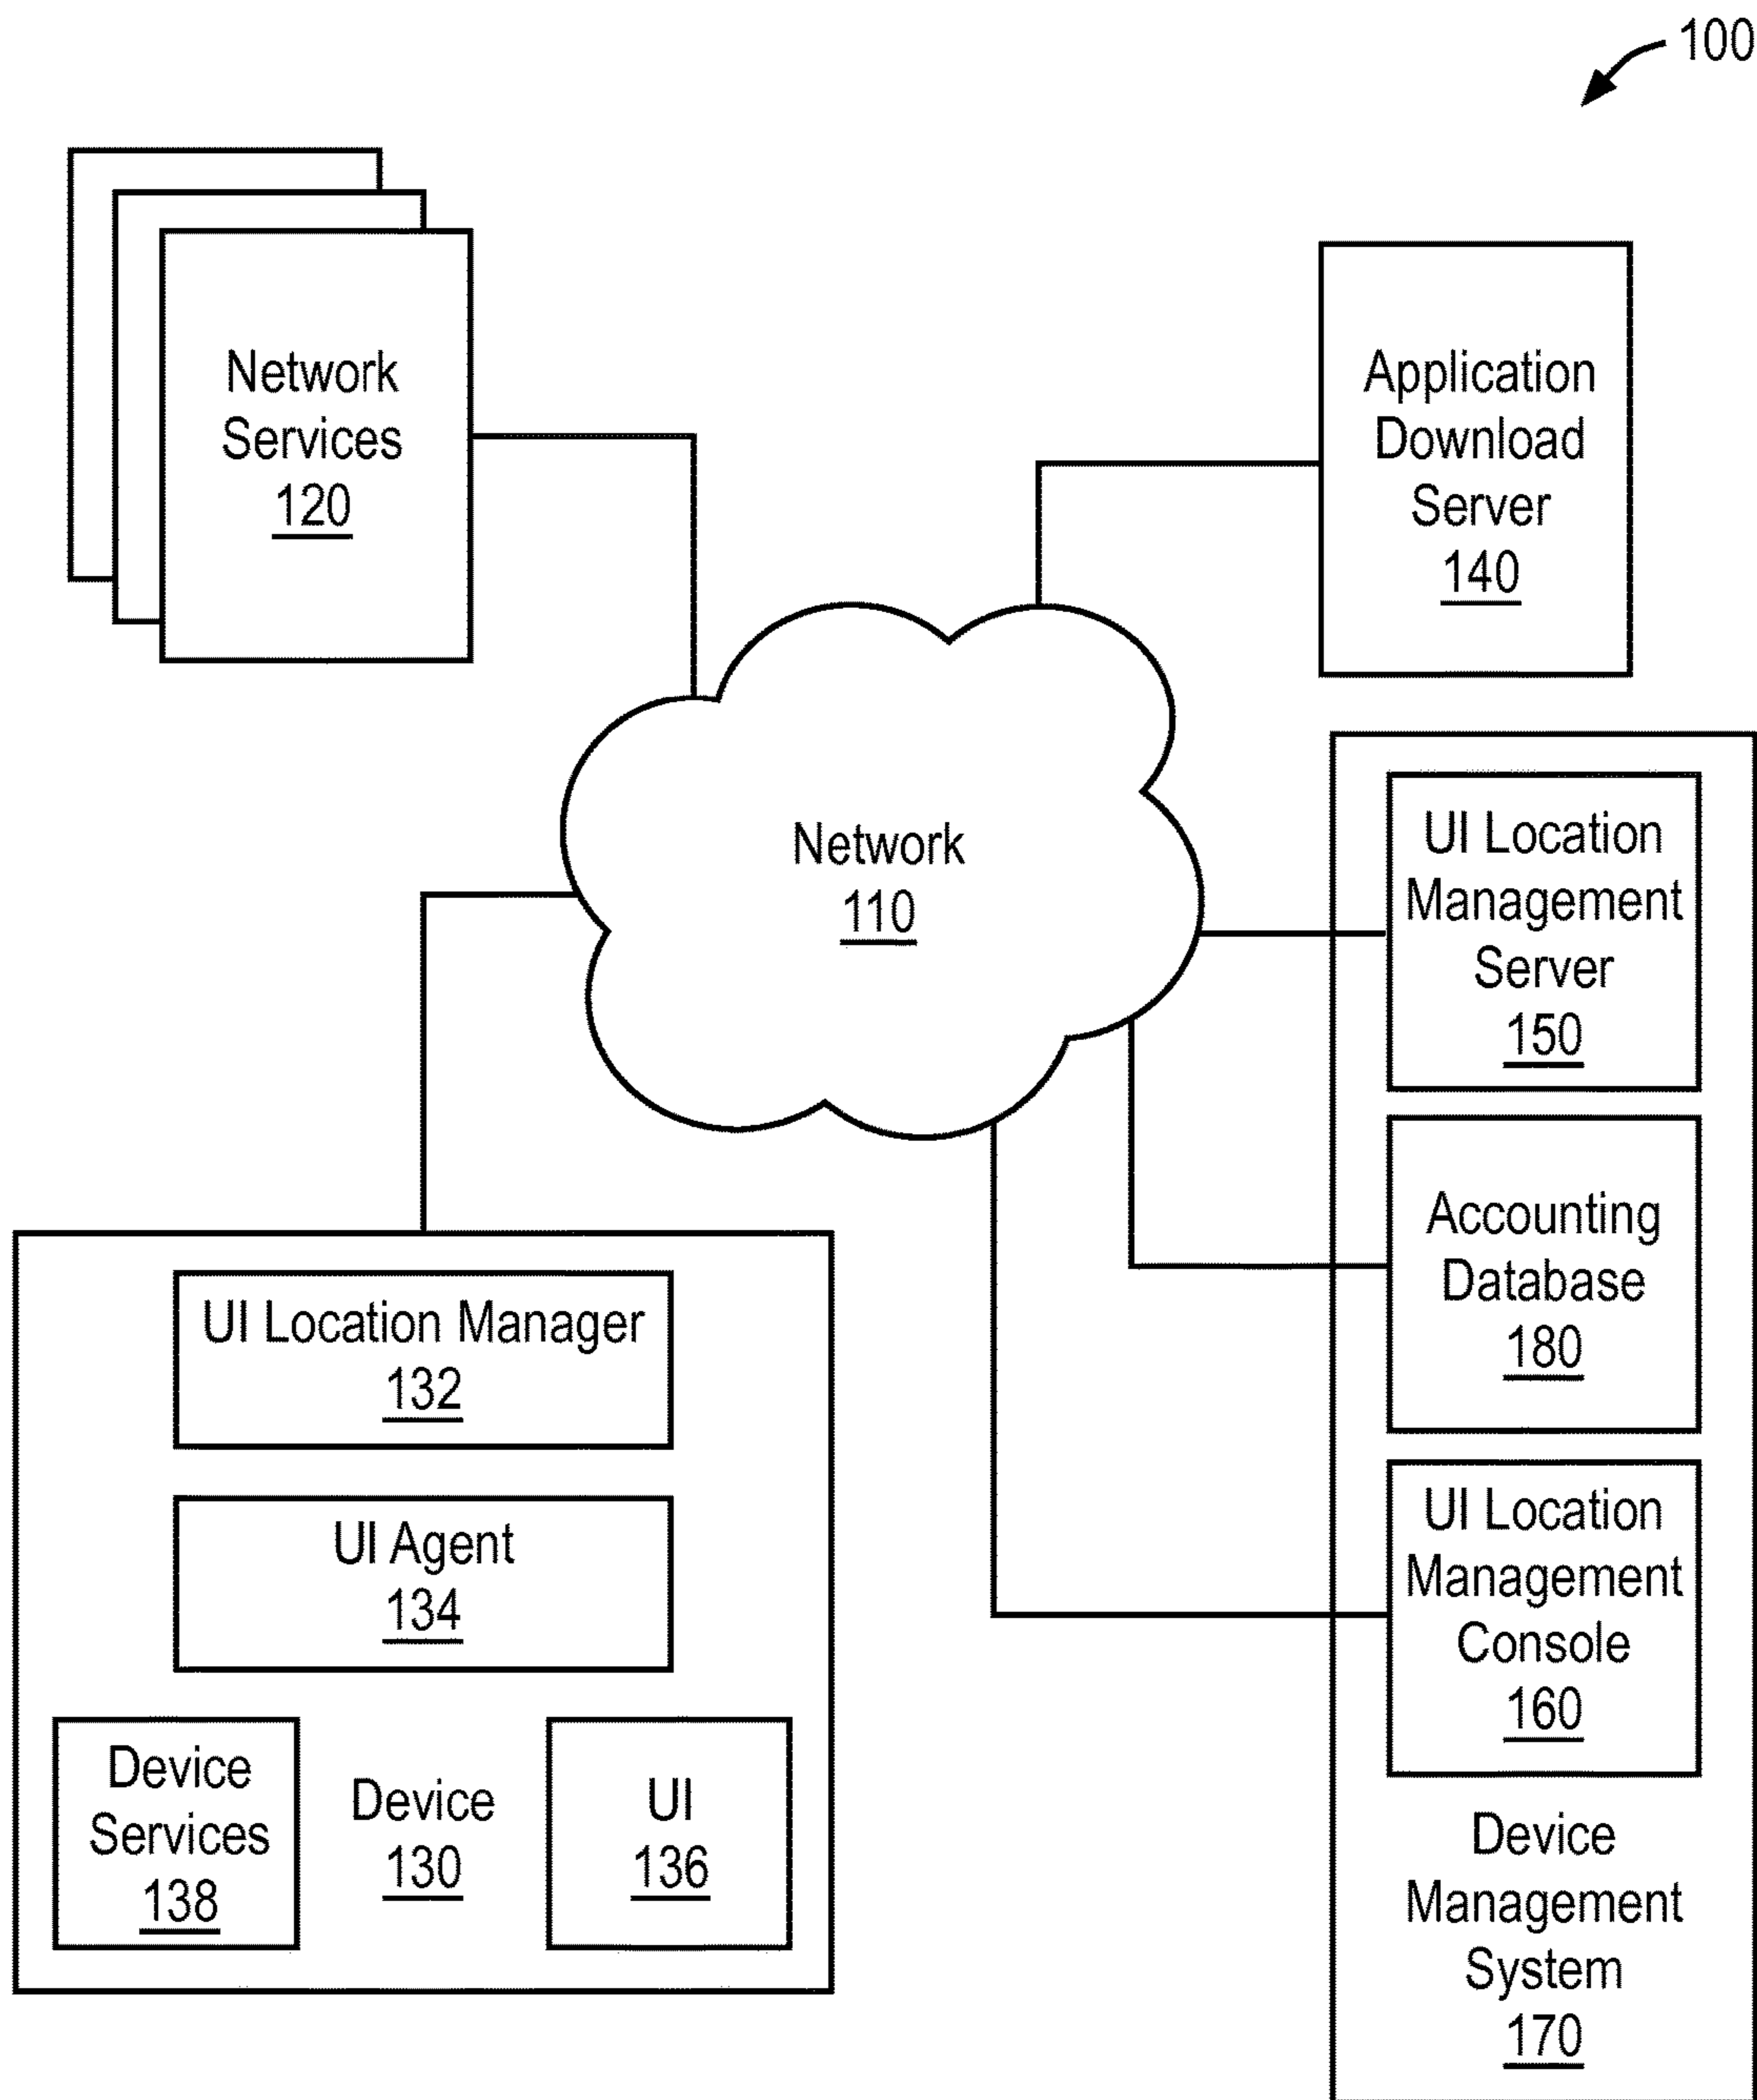 100
Network
Services
120
Application
Download
Server
140
Network
110
UI Location
Management
Server
150
Accounting
Database
180
UI Location
Management
Console
160
Device
Management
System
170
UI Location Manager
132
UI Agent
134
Device
Services
138
Device
130
UI
136